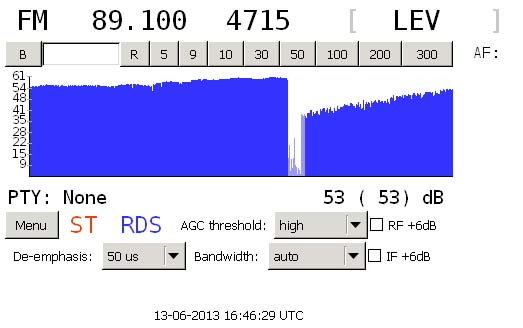 FM 89.100 4715 [ LEV ]
B R 5 9 10 30 50 100 200 300 AF:
61
54
48
41
35
28
22
15
9
PTY: None 53 ( 53) dB
Menu ST RDS AGC threshold: high RF +6dB
De-emphasis: 50 us Bandwidth: auto IF +6dB
13-06-2013 16:46:29 UTC